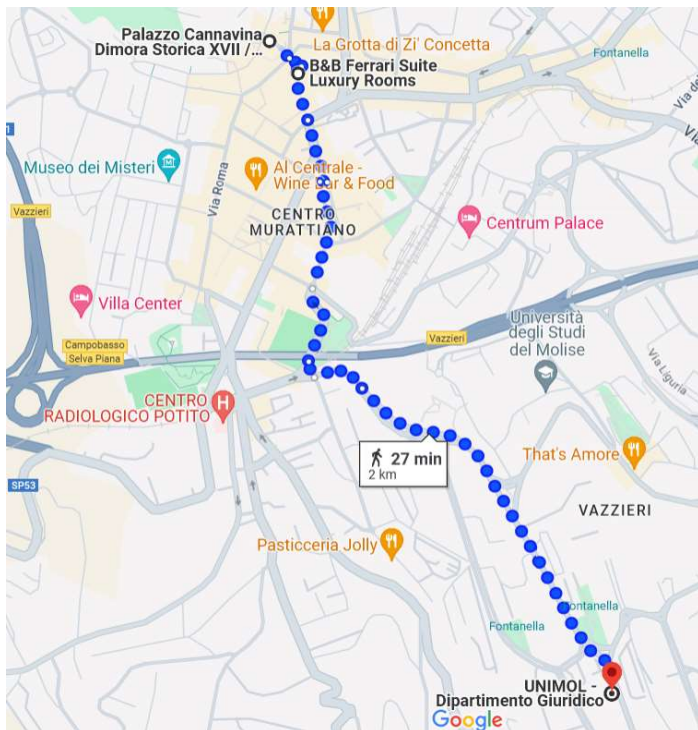 Palazzo Cannavina
Dimora Storica XVII /...
La Grotta di Zi' Concetta
Fontanella
B&B Ferrari Suite
Luxury Rooms
Museo dei Misteri
Via Roma
Al Centrale -
Wine Bar & Food
CENTRO
MURATTIANO
Vazzieri
Centrum Palace
Villa Center
Vazzieri
Università
degli Studi
del Molise
Campobasso
Selva Piana
Via Liguria
CENTRO
RADIOLOGICO POTITO
H
27 min
2 km
That's Amore
SP53
VAZZIERI
Pasticceria Jolly
Fontanella
Fontanella
UNIMOL -
Dipartimento Giuridico
Google